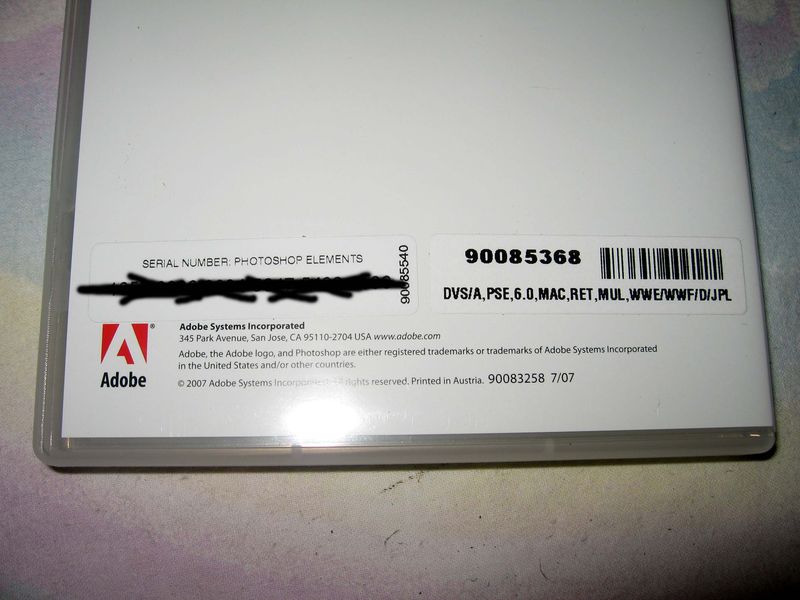 SERIAL NUMBER: PHOTOSHOP ELEMENTS
90085540
90085368
DVS/A,PSE,6.0,MAC,RET,MUL,WWE/WWF/D/JPL
Adobe
Adobe Systems Incorporated
345 Park Avenue, San Jose, CA 95110-2704 USA www.adobe.com
Adobe, the Adobe logo, and Photoshop are either registered trademarks or trademarks of Adobe Systems Incorporated
in the United States and/or other countries.
© 2007 Adobe Systems Incorporated. All rights reserved. Printed in Austria. 90083258 7/07